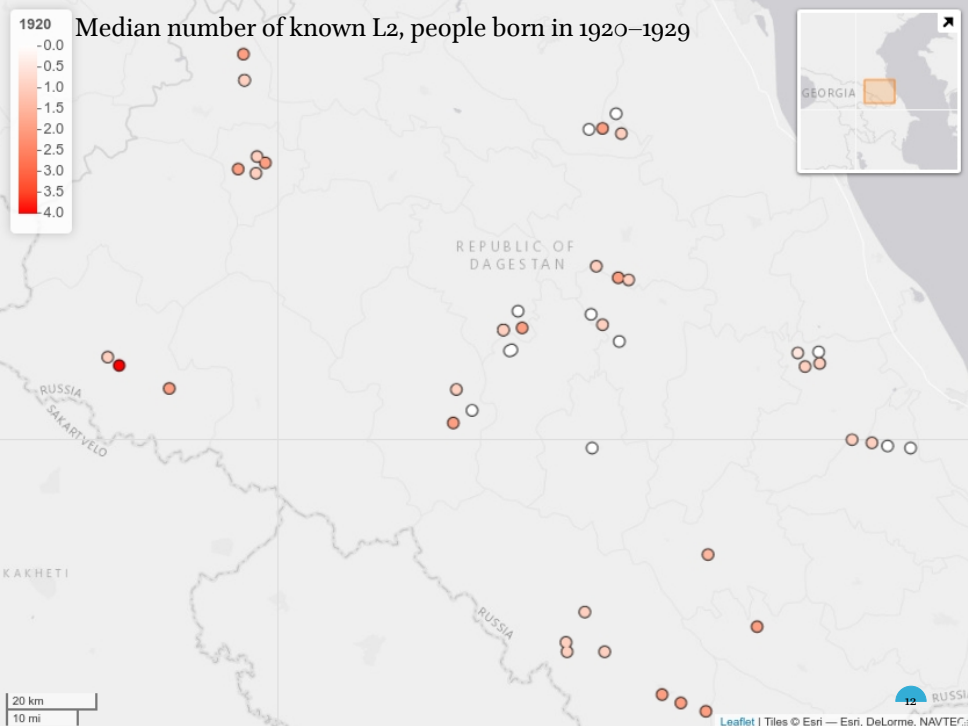 Median number of known L2, people born in 1920–1929
1920
0.0
0.5
1.0
1.5
2.0
2.5
3.0
3.5
4.0
GEORGIA
REPUBLIC OF
DAGESTAN
RUSSIA
SAKARTVELO
KAKHETI
RUSSIA
12
RUSSI
20 km
10 mi
Leaflet | Tiles © Esri — Esri, DeLorme, NAVTEQ